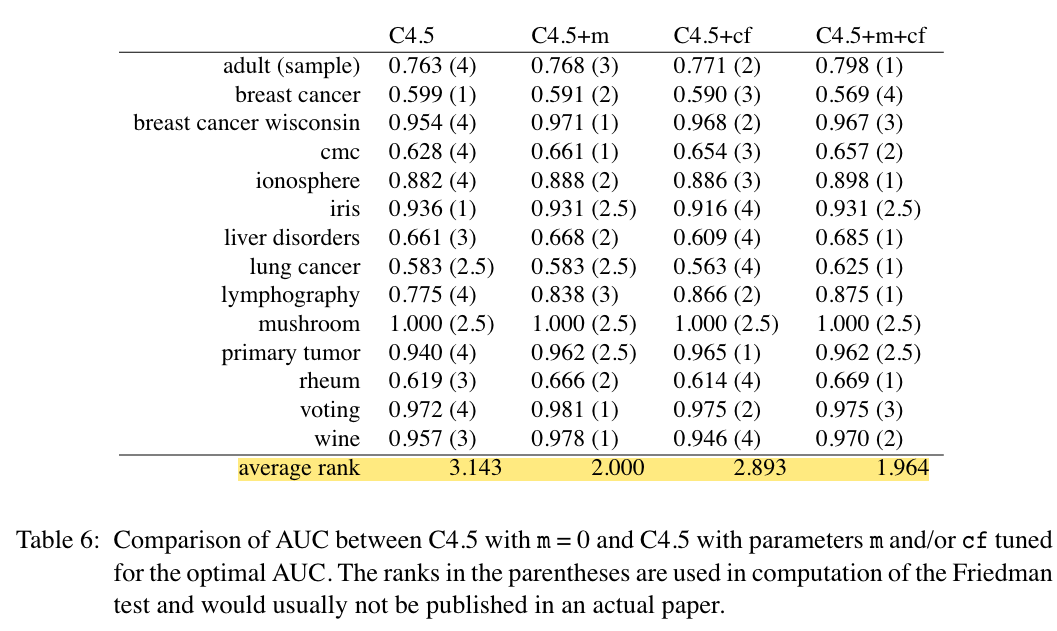 C4.5 C4.5+m C4.5+cf C4.5+m+cf
adult (sample) 0.763 (4) 0.768 (3) 0.771 (2) 0.798 (1)
breast cancer 0.599 (1) 0.591 (2) 0.590 (3) 0.569 (4)
breast cancer wisconsin 0.954 (4) 0.971 (1) 0.968 (2) 0.967 (3)
cmc 0.628 (4) 0.661 (1) 0.654 (3) 0.657 (2)
ionosphere 0.882 (4) 0.888 (2) 0.886 (3) 0.898 (1)
iris 0.936 (1) 0.931 (2.5) 0.916 (4) 0.931 (2.5)
liver disorders 0.661 (3) 0.668 (2) 0.609 (4) 0.685 (1)
lung cancer 0.583 (2.5) 0.583 (2.5) 0.563 (4) 0.625 (1)
lymphography 0.775 (4) 0.838 (3) 0.866 (2) 0.875 (1)
mushroom 1.000 (2.5) 1.000 (2.5) 1.000 (2.5) 1.000 (2.5)
primary tumor 0.940 (4) 0.962 (2.5) 0.965 (1) 0.962 (2.5)
rheum 0.619 (3) 0.666 (2) 0.614 (4) 0.669 (1)
voting 0.972 (4) 0.981 (1) 0.975 (2) 0.975 (3)
wine 0.957 (3) 0.978 (1) 0.946 (4) 0.970 (2)
average rank 3.143 2.000 2.893 1.964
Table 6: Comparison of AUC between C4.5 with m = 0 and C4.5 with parameters m and/or cf tuned
for the optimal AUC. The ranks in the parentheses are used in computation of the Friedman
test and would usually not be published in an actual paper.